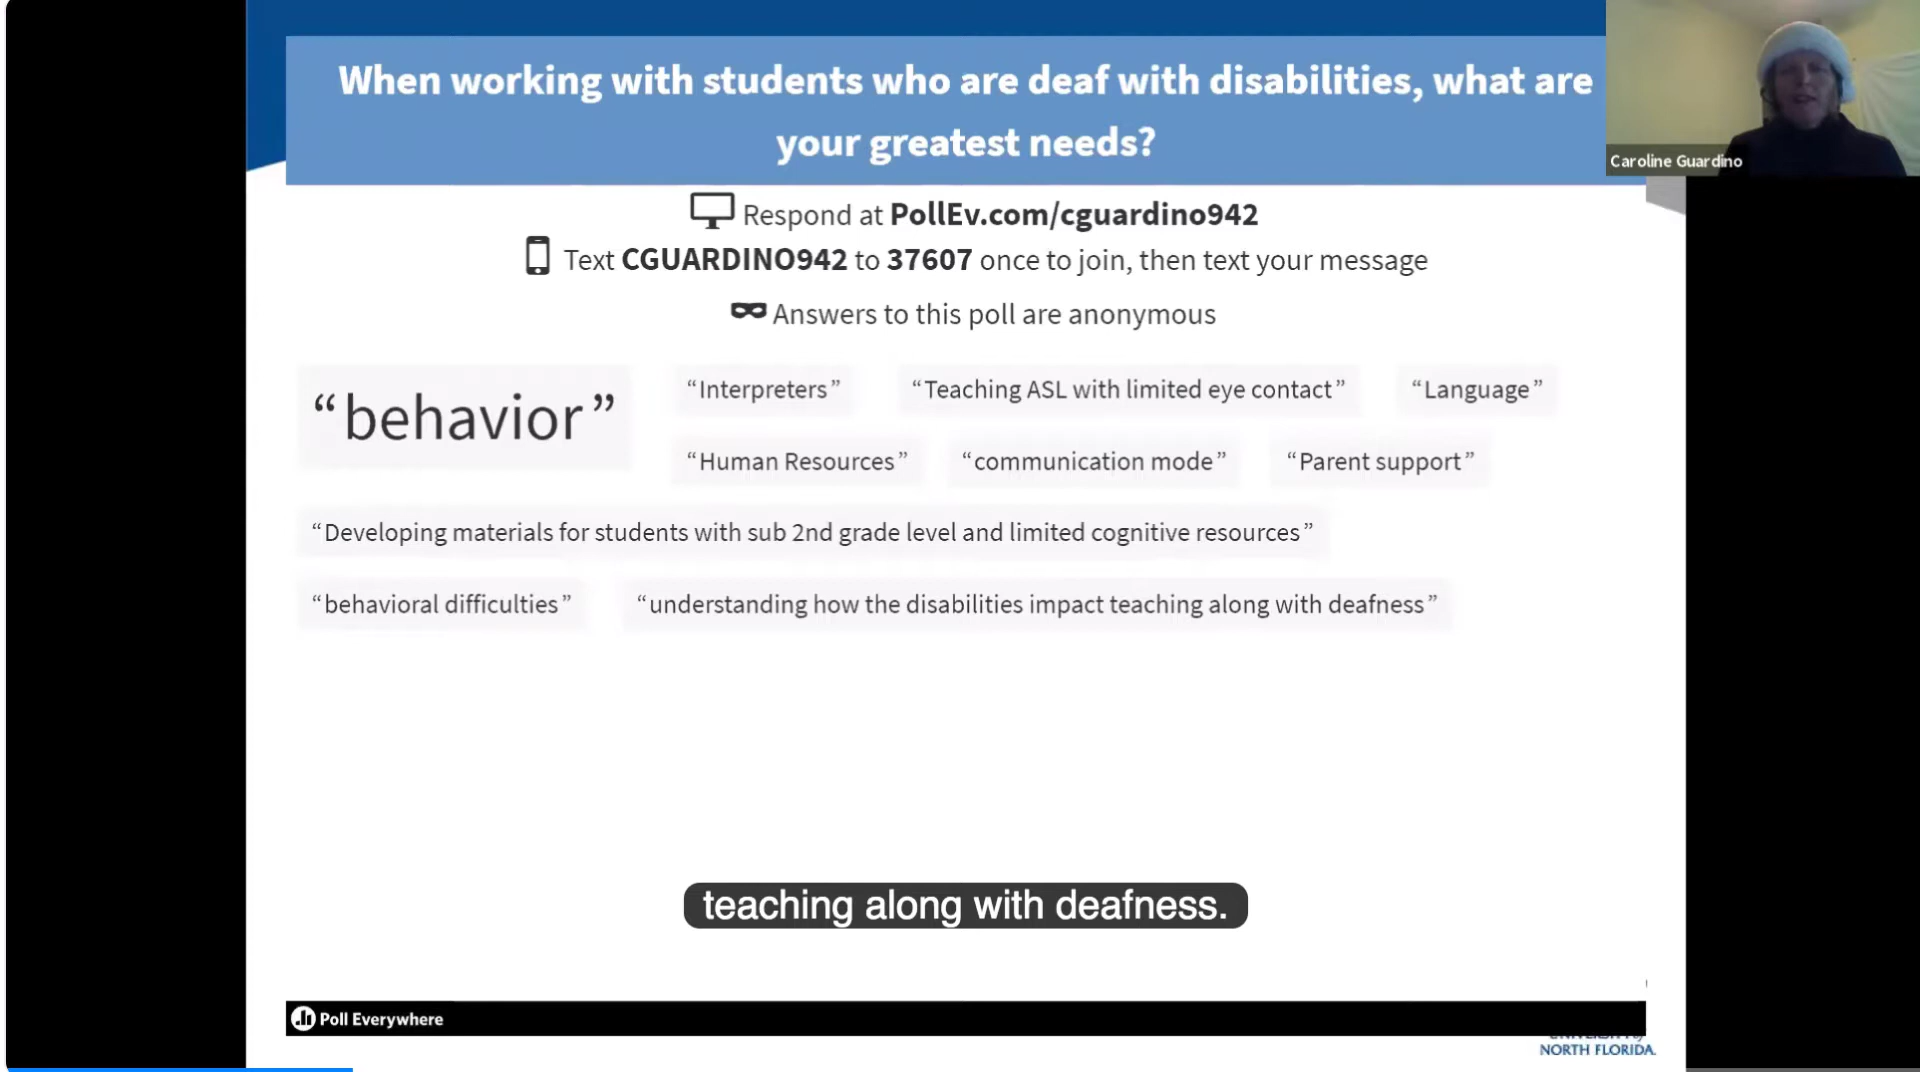 When working with students who are deaf with disabilities, what are
your greatest needs?
Caroline Guardino
Respond at PollEv.com/cguardino942
Text CGUARDINO942 to 37607 once to join, then text your message
Answers to this poll are anonymous
“behavior”
“Interpreters” “Teaching ASL with limited eye contact” “Language”
“Human Resources” “communication mode” “Parent support”
“Developing materials for students with sub 2nd grade level and limited cognitive resources”
“behavioral difficulties” “understanding how the disabilities impact teaching along with deafness”
teaching along with deafness.
Poll Everywhere
NORTH FLORIDA.